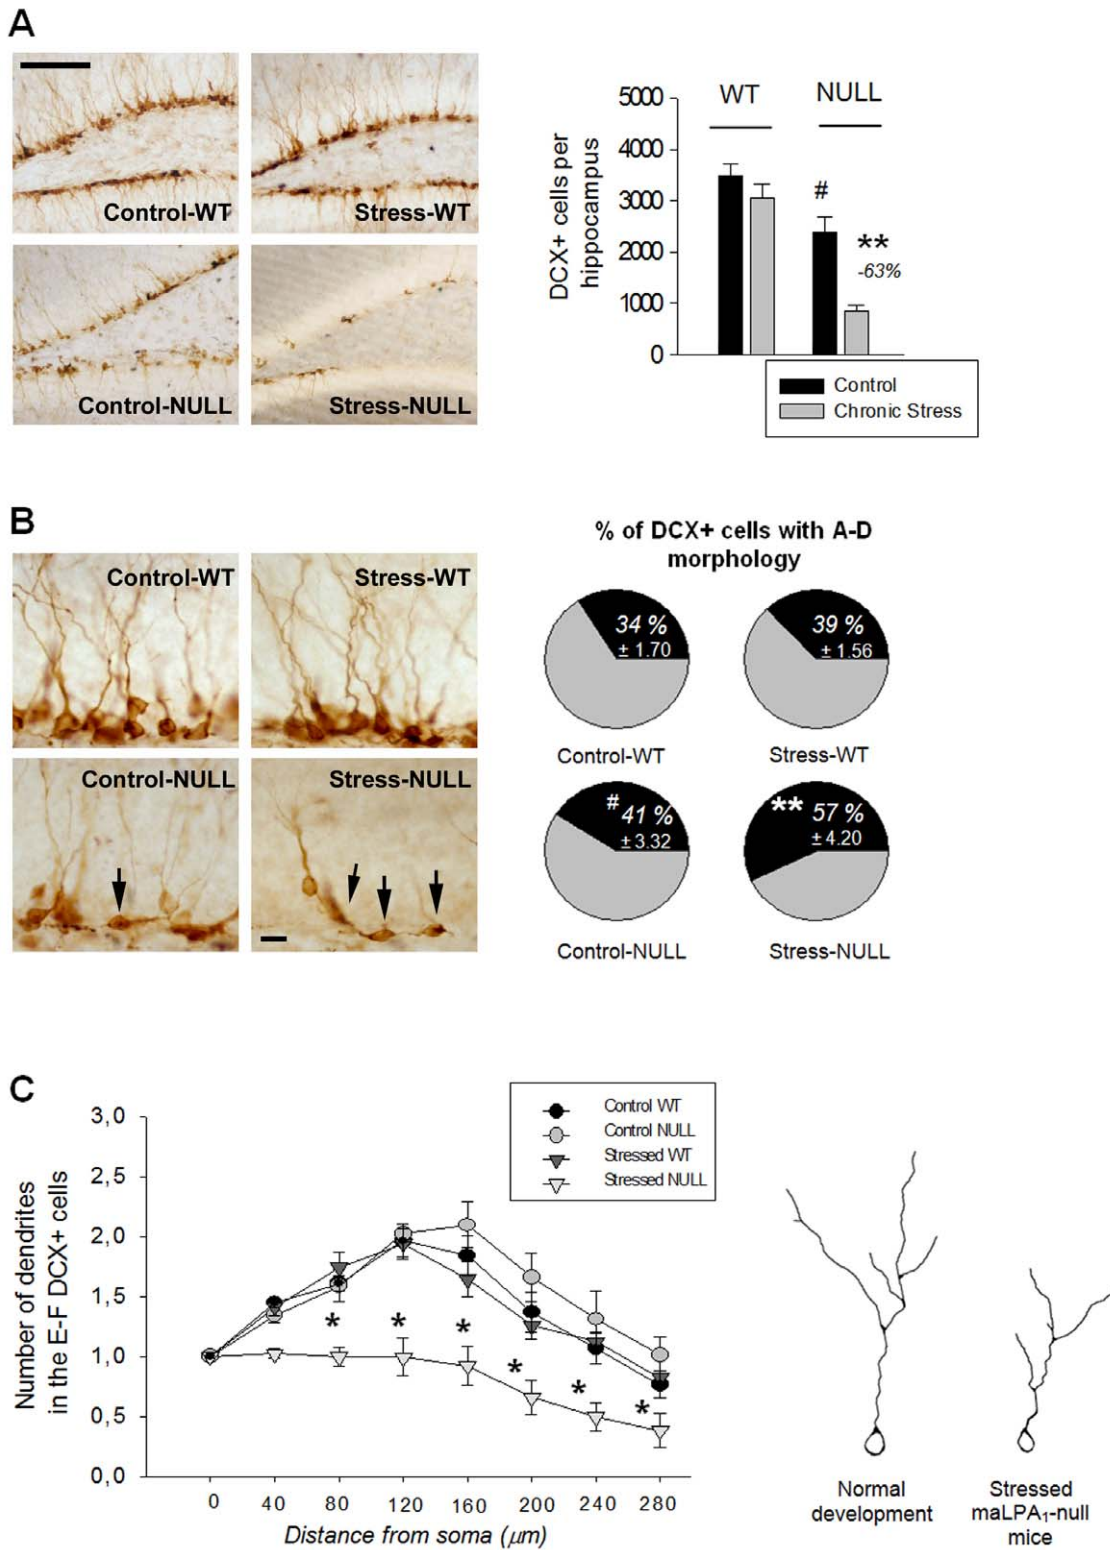 A
Control-WT
Stress-WT
Control-NULL
Stress-NULL
WT
NULL
5000
4000
3000
2000
1000
0
DCX+ cells per
hippocampus
#
**
-63%
Control
Chronic Stress
B
Control-WT
Stress-WT
Control-NULL
Stress-NULL
% of DCX+ cells with A-D
morphology
34 %
± 1.70
39 %
± 1.56
Control-WT
Stress-WT
# 41 %
± 3.32
** 57 %
± 4.20
Control-NULL
Stress-NULL
C
Control WT
Control NULL
Stressed WT
Stressed NULL
3,0
2,5
2,0
1,5
1,0
0,5
0,0
Number of dendrites
in the E-F DCX+ cells
* * * * * *
0 40 80 120 160 200 240 280
Distance from soma (µm)
Normal
development
Stressed
maLPA₁-null
mice